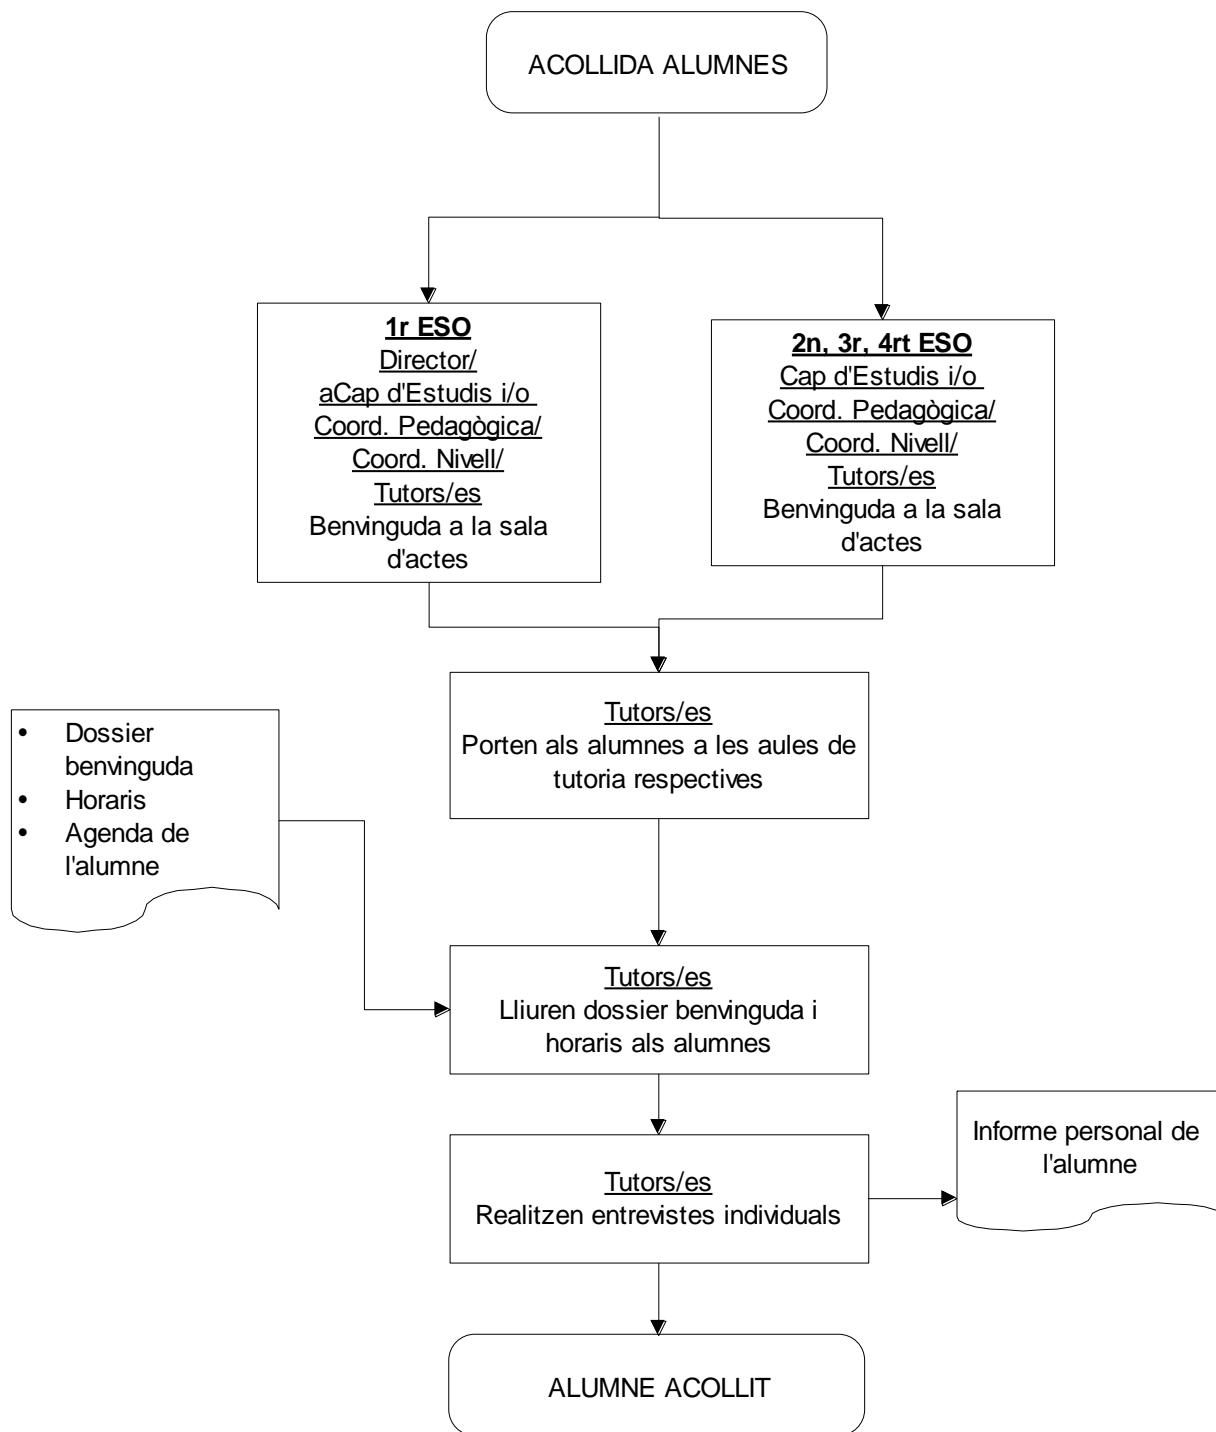 ACOLLIDA ALUMNES
1r ESO
Director/
aCap d'Estudis i/o
Coord. Pedagògica/
Coord. Nivell/
Tutors/es
Benvinguda a la sala
d'actes
2n, 3r, 4rt ESO
Cap d'Estudis i/o
Coord. Pedagògica/
Coord. Nivell/
Tutors/es
Benvinguda a la sala
d'actes
Tutors/es
Porten als alumnes a les aules de
tutoria respectives
• Dossier
benvinguda
• Horaris
• Agenda de
l'alumne
Tutors/es
Lliuren dossier benvinguda i
horaris als alumnes
Tutors/es
Realitzen entrevistes individuals
Informe personal de
l'alumne
ALUMNE ACOLLIT